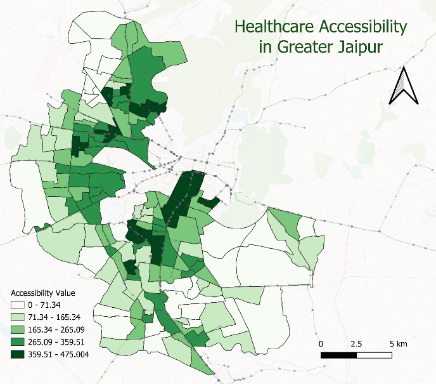 Healthcare Accessibility
in Greater Jaipur
Accessibility Value
0 - 71.34
71.34 - 165.34
165.34 - 265.09
265.09 - 359.51
359.51 - 475.004
0 2.5 5 km